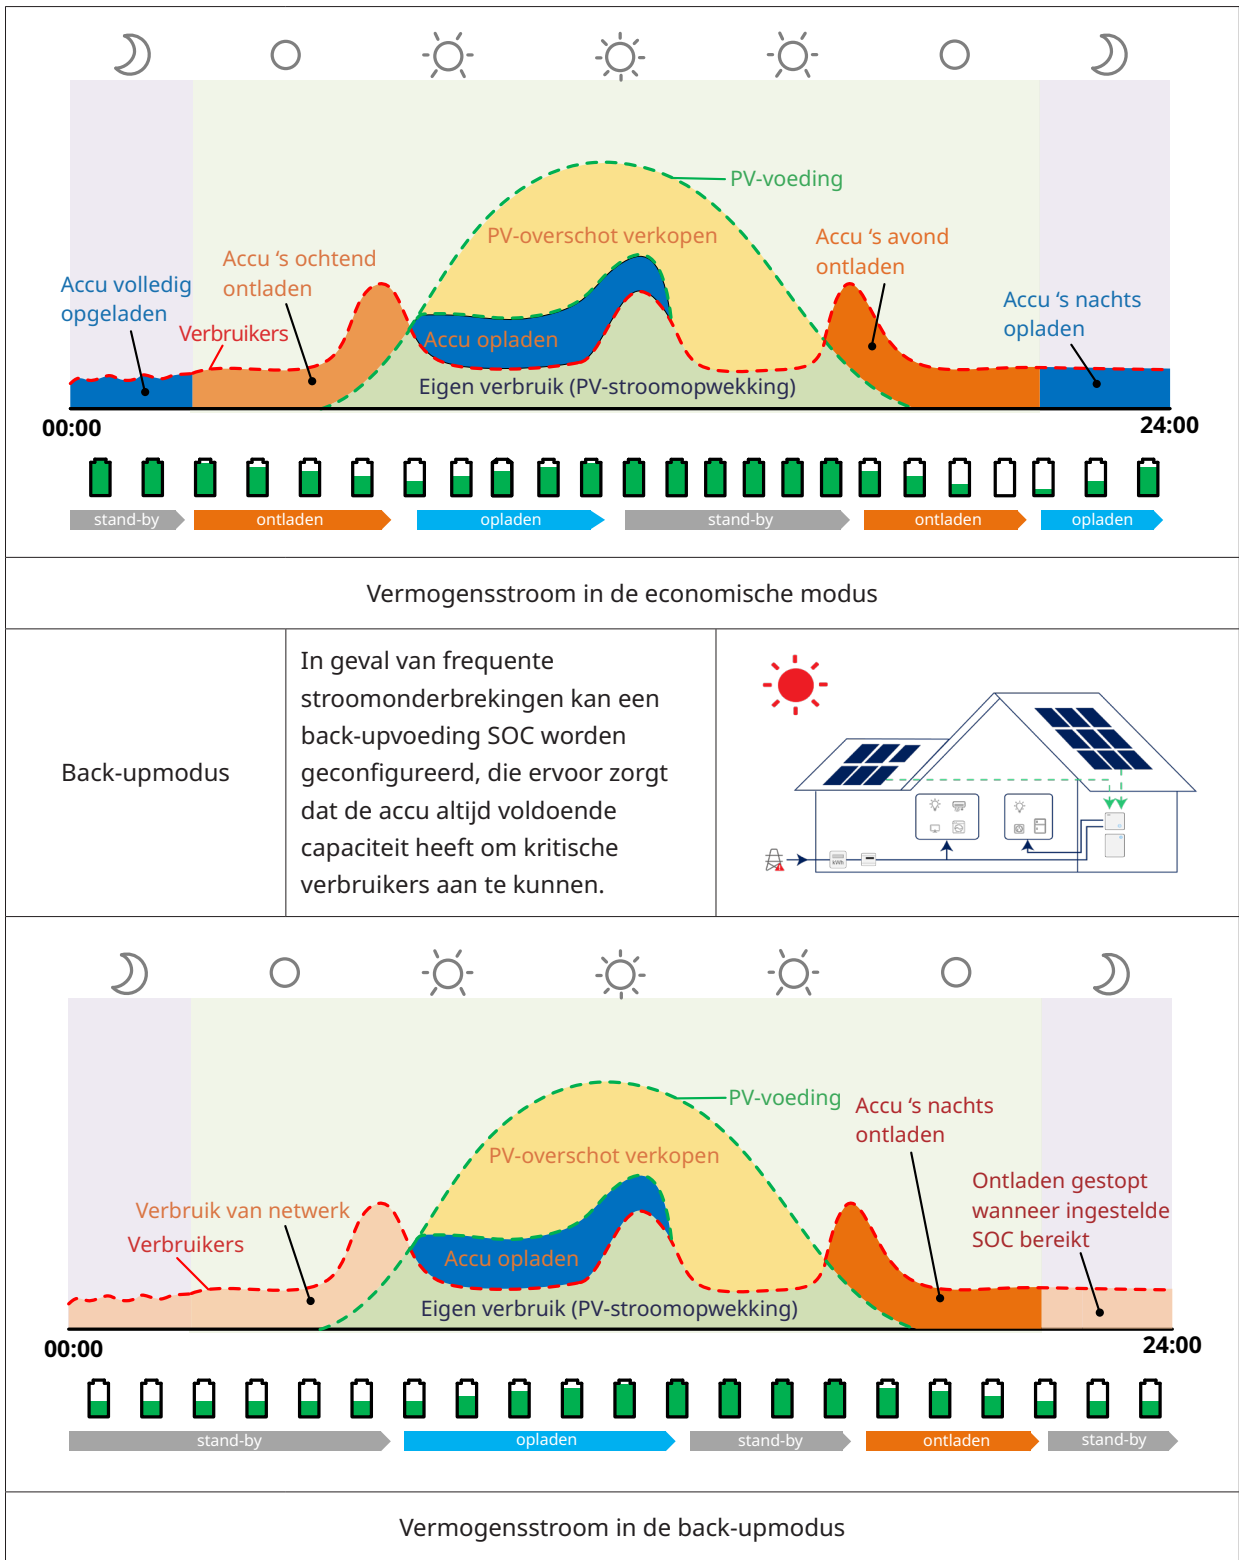 PV-voeding
PV-overschot verkopen
Accu ‘s avond
ontladen
Accu ‘s ochtend
ontladen
Accu volledig
opgeladen
Accu ‘s nachts
opladen
Verbruikers
Accu opladen
Eigen verbruik (PV-stroomopwekking)
00:00
24:00
stand-by
ontladen
opladen
stand-by
ontladen
opladen
Vermogensstroom in de economische modus
Back-upmodus
In geval van frequente
stroomonderbrekingen kan een
back-upvoeding SOC worden
geconfigureerd, die ervoor zorgt
dat de accu altijd voldoende
capaciteit heeft om kritische
verbruikers aan te kunnen.
kWh
PV-voeding
Accu ‘s nachts
ontladen
PV-overschot verkopen
Ontladen gestopt
wanneer ingestelde
SOC bereikt
Verbruik van netwerk
Verbruikers
Accu opladen
Eigen verbruik (PV-stroomopwekking)
00:00
24:00
stand-by
opladen
stand-by
ontladen
stand-by
Vermogensstroom in de back-upmodus